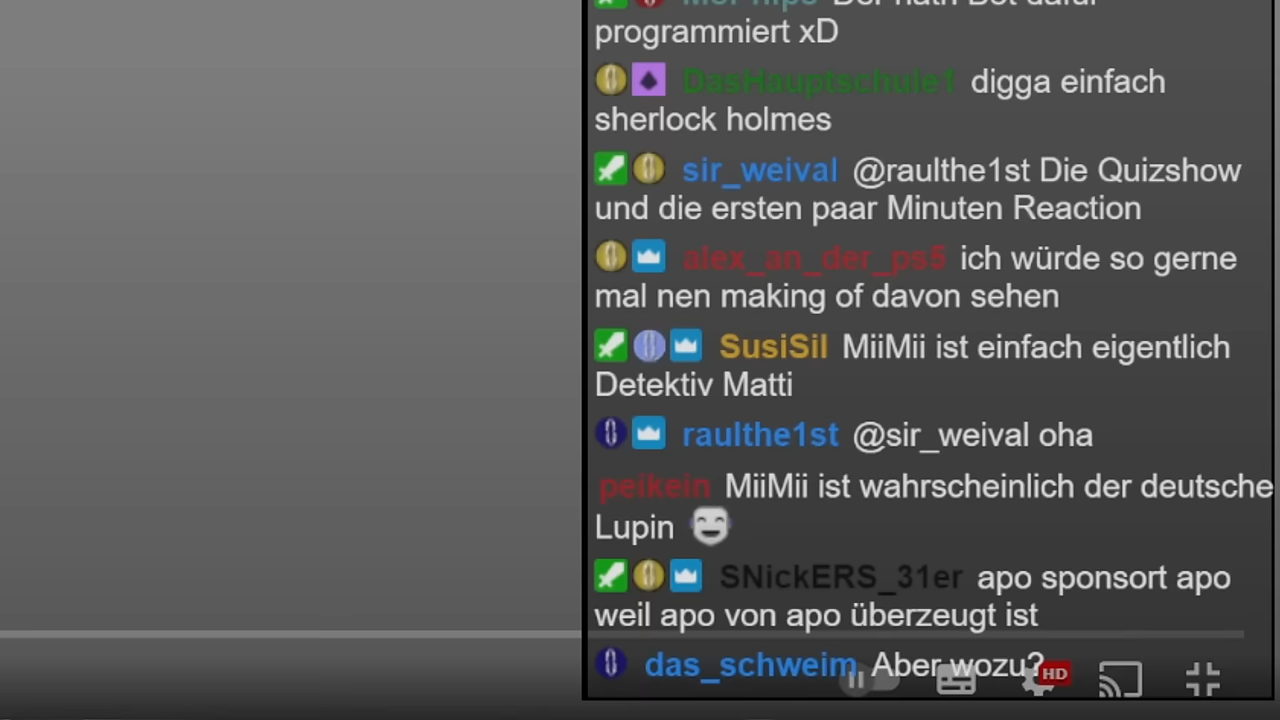 programmiert xD
DasHauptschule1 digga einfach
sherlock holmes
sir_weival @raulthe1st Die Quizshow
und die ersten paar Minuten Reaction
alex_an_der_ps5 ich würde so gerne
mal nen making of davon sehen
SusiSil MiiMii ist einfach eigentlich
Detektiv Matti
raulthe1st @sir_weival oha
peikein MiiMii ist wahrscheinlich der deutsche
Lupin
SNickERS_31er apo sponsort apo
weil apo von apo überzeugt ist
das_schweim Aber wozu?
HD